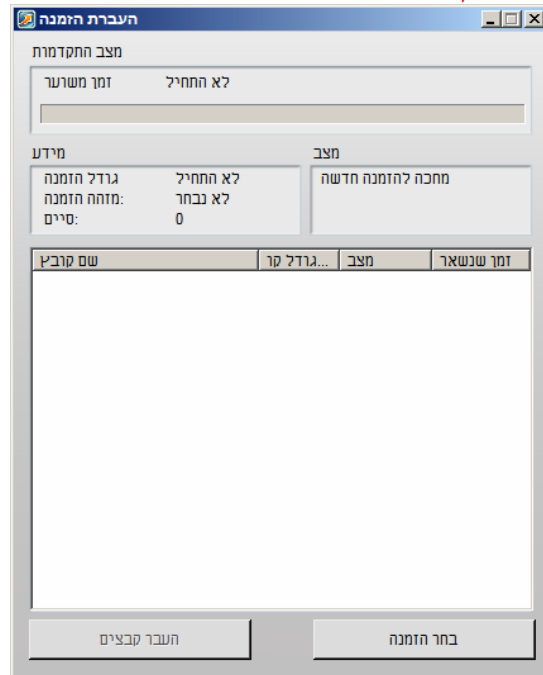 העברת הזמנה
מצב התקדמות
זמן משוער	לא התחיל
מידע	מצב
גודל הזמנה	לא התחיל	מחכה להזמנה חדשה
מזהה הזמנה:	לא נבחר
סיים:	0
שם קובץ	גודל קו...	מצב	זמן שנשאר
העבר קבצים	בחר הזמנה